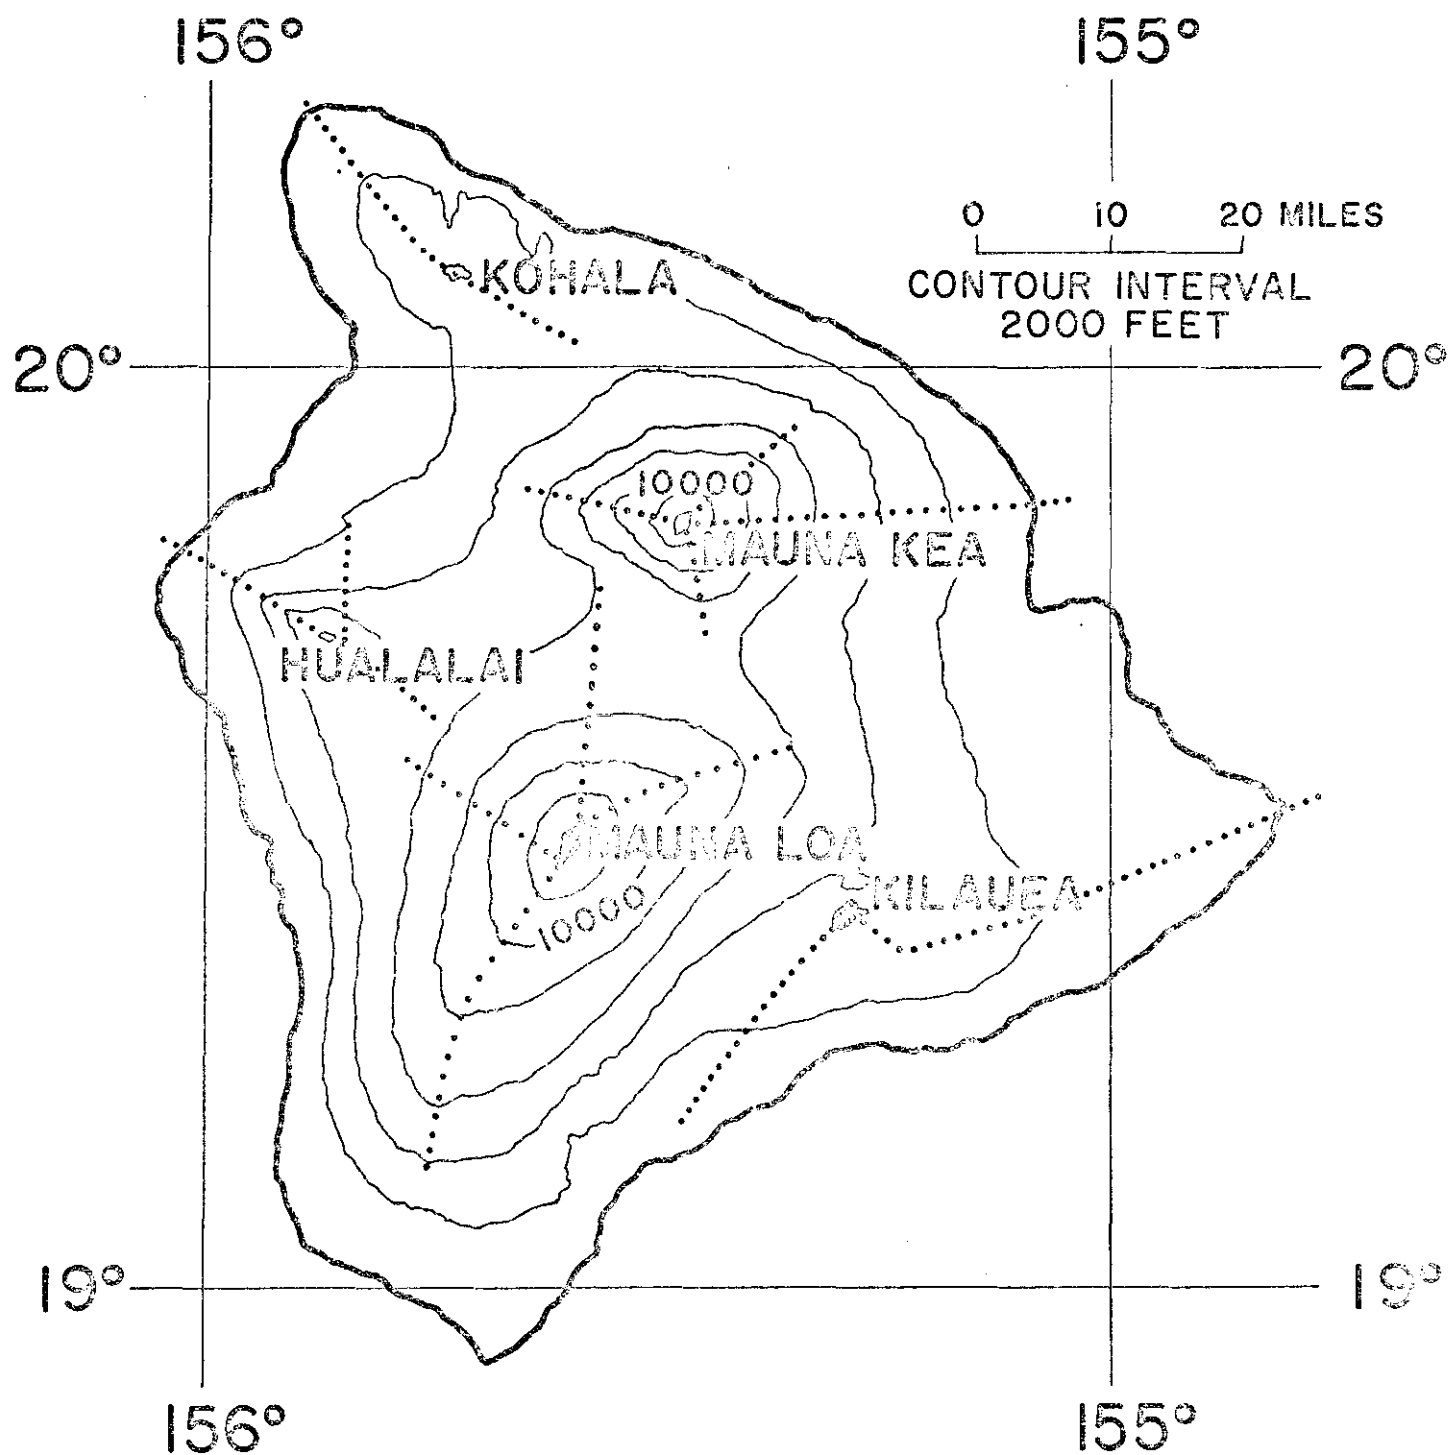 156° 155°
0 10 20 MILES
CONTOUR INTERVAL
2000 FEET
KOHALA
20° 20°
10000
MAUNA KEA
HUALALAI
MAUNA LOA
KILAUEA
10000
19° 19°
156° 155°